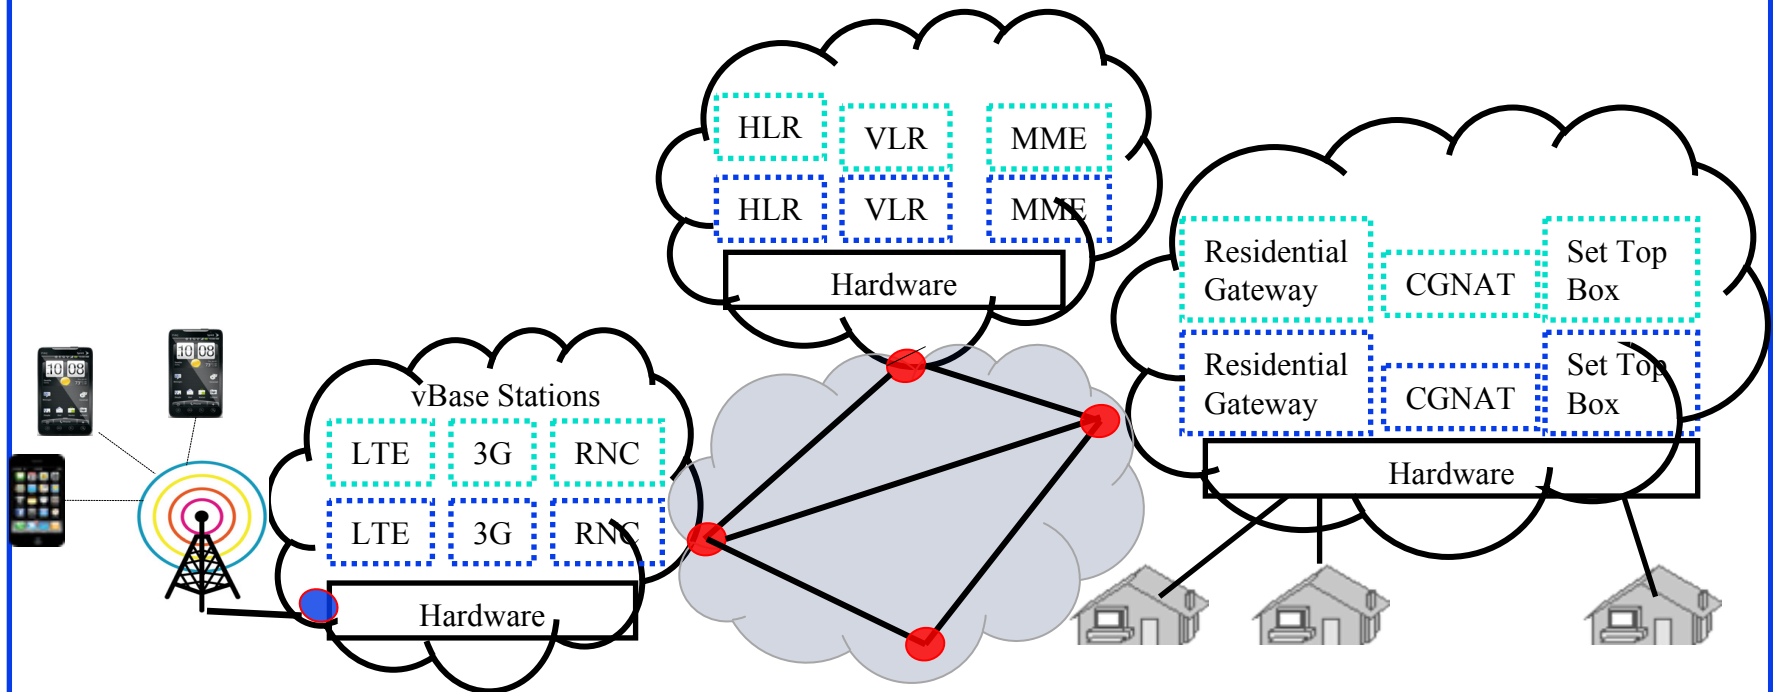 HLR
VLR
MME
HLR
VLR
MME
Hardware
Residential
Gateway
CGNAT
Set Top
Box
Residential
Gateway
CGNAT
Set Top
Box
Hardware
vBase Stations
LTE
3G
RNC
LTE
3G
RNC
Hardware
10 08
10 08